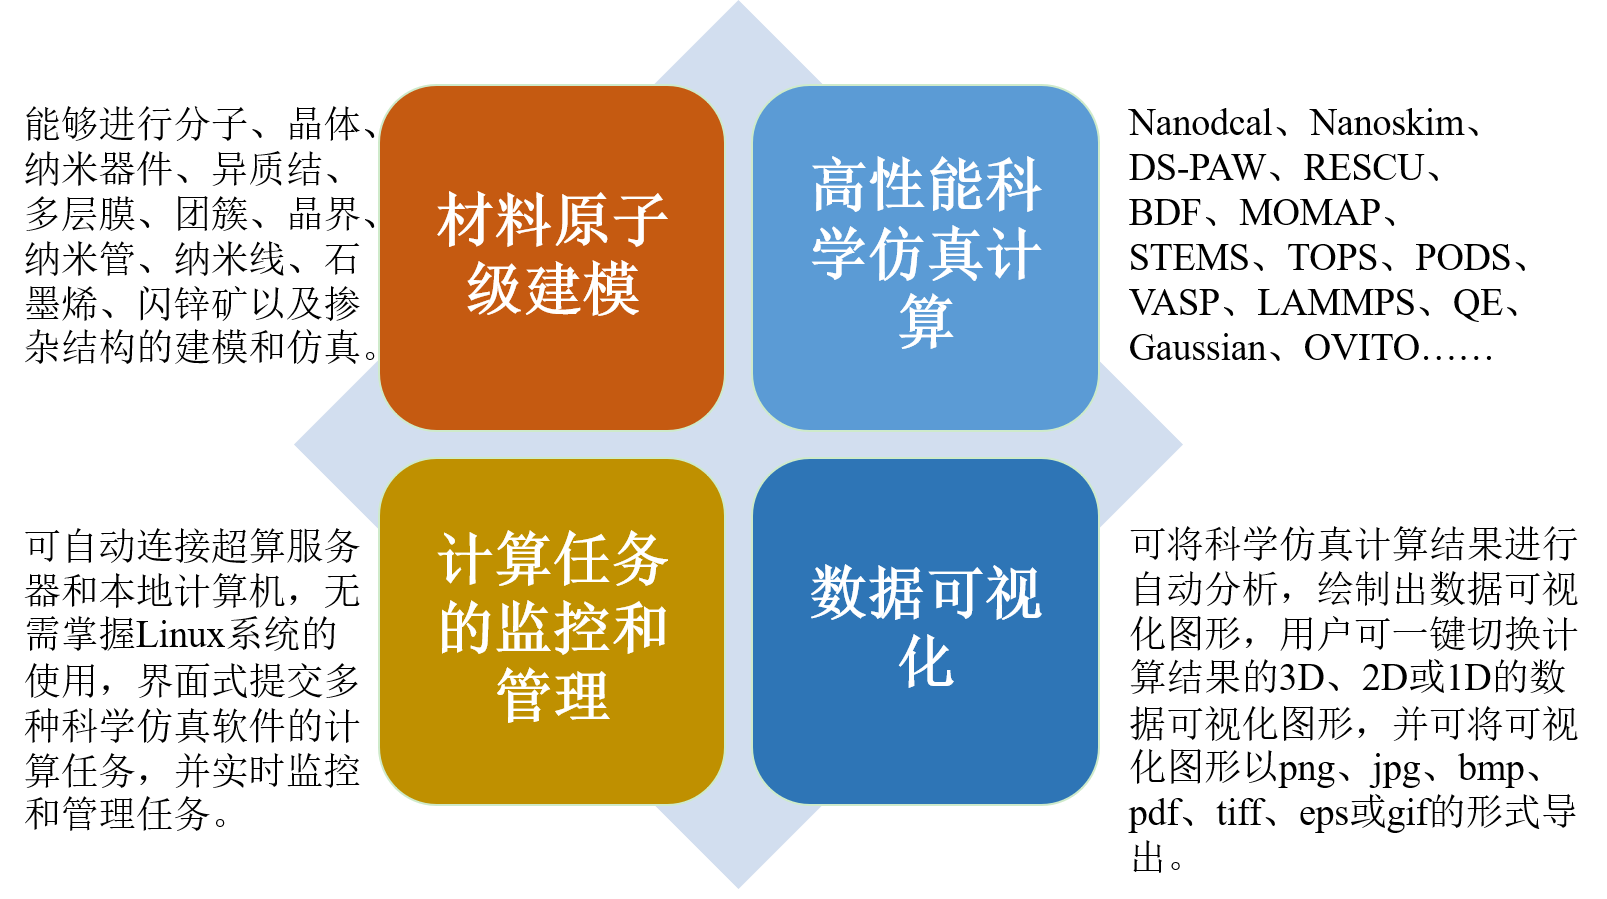 能够进行分子、晶体、
纳米器件、异质结、
多层膜、团簇、晶界、
纳米管、纳米线、石
墨烯、闪锌矿以及掺
杂结构的建模和仿真。
材料原子
级建模
高性能科
学仿真计
算
Nanodcal、Nanoskim、
DS-PAW、RESCU、
BDF、MOMAP、
STEMS、TOPS、PODS、
VASP、LAMMPS、QE、
Gaussian、OVITO……
可自动连接超算服务
器和本地计算机，无
需掌握Linux系统的
使用，界面式提交多
种科学仿真软件的计
算任务，并实时监控
和管理任务。
计算任务
的监控和
管理
数据可视
化
可将科学仿真计算结果进行
自动分析，绘制出数据可视
化图形，用户可一键切换计
算结果的3D、2D或1D的数
据可视化图形，并可将可视
化图形以png、jpg、bmp、
pdf、tiff、eps或gif的形式导
出。